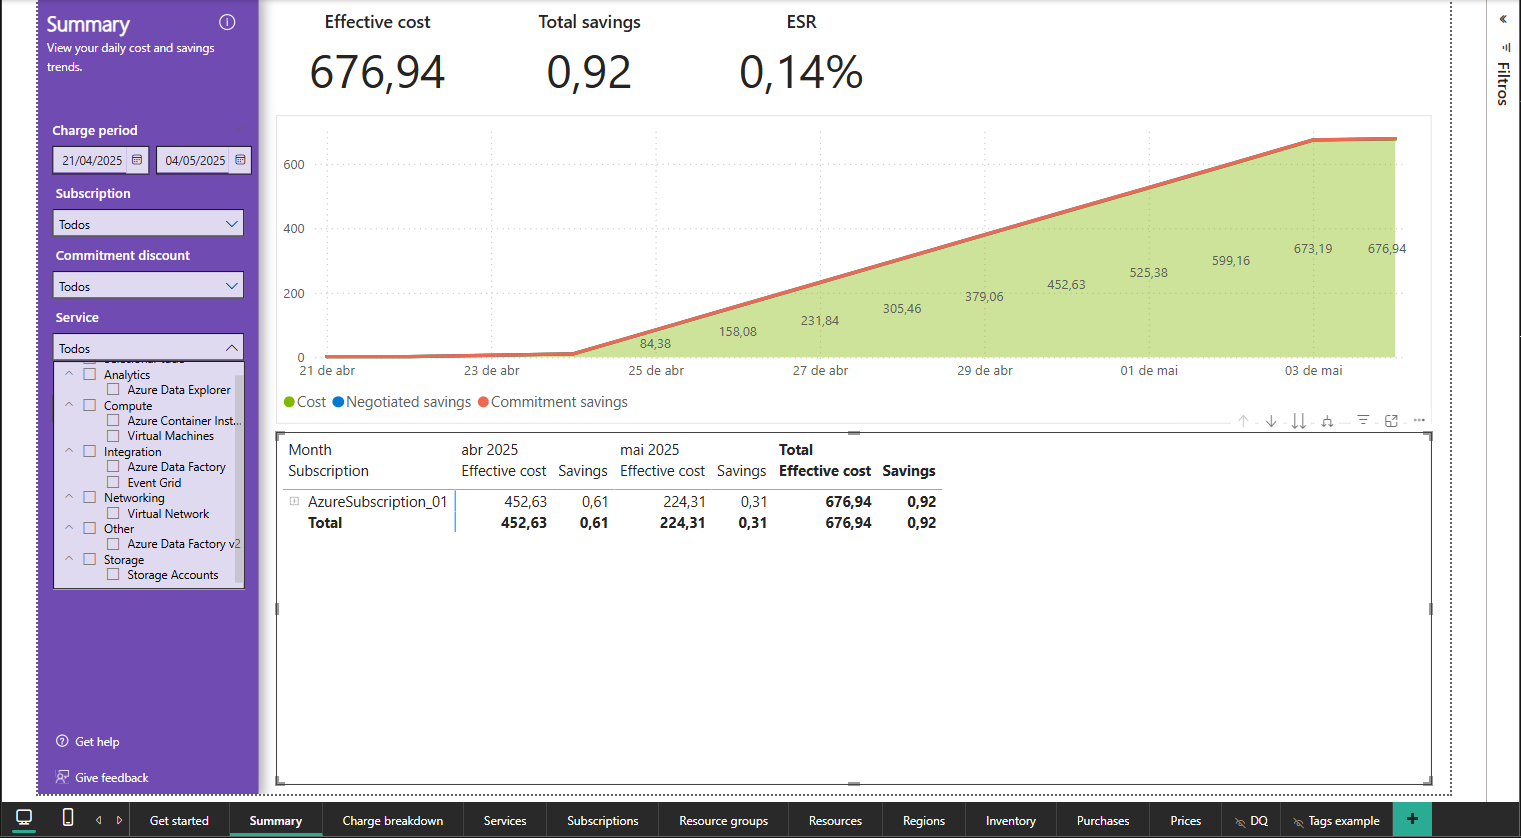 Summary
View your daily cost and savings
trends.
Charge period
21/04/2025 04/05/2025
Subscription
Todos
Commitment discount
Todos
Service
Todos
Analytics
Azure Data Explorer
Compute
Azure Container Inst...
Virtual Machines
Integration
Azure Data Factory
Event Grid
Networking
Virtual Network
Other
Azure Data Factory v2
Storage
Storage Accounts
Get help
Give feedback
Effective cost Total savings ESR
676,94 0,92 0,14%
600
400
200
0
84,38 158,08 231,84 305,46 379,06 452,63 525,38 599,16 673,19 676,94
21 de abr 23 de abr 25 de abr 27 de abr 29 de abr 01 de mai 03 de mai
Cost Negotiated savings Commitment savings
Month abr 2025 mai 2025 Total
Subscription Effective cost Savings Effective cost Savings Effective cost Savings
AzureSubscription_01 452,63 0,61 224,31 0,31 676,94 0,92
Total 452,63 0,61 224,31 0,31 676,94 0,92
Filtros
Get started Summary Charge breakdown Services Subscriptions Resource groups Resources Regions Inventory Purchases Prices DQ Tags example +